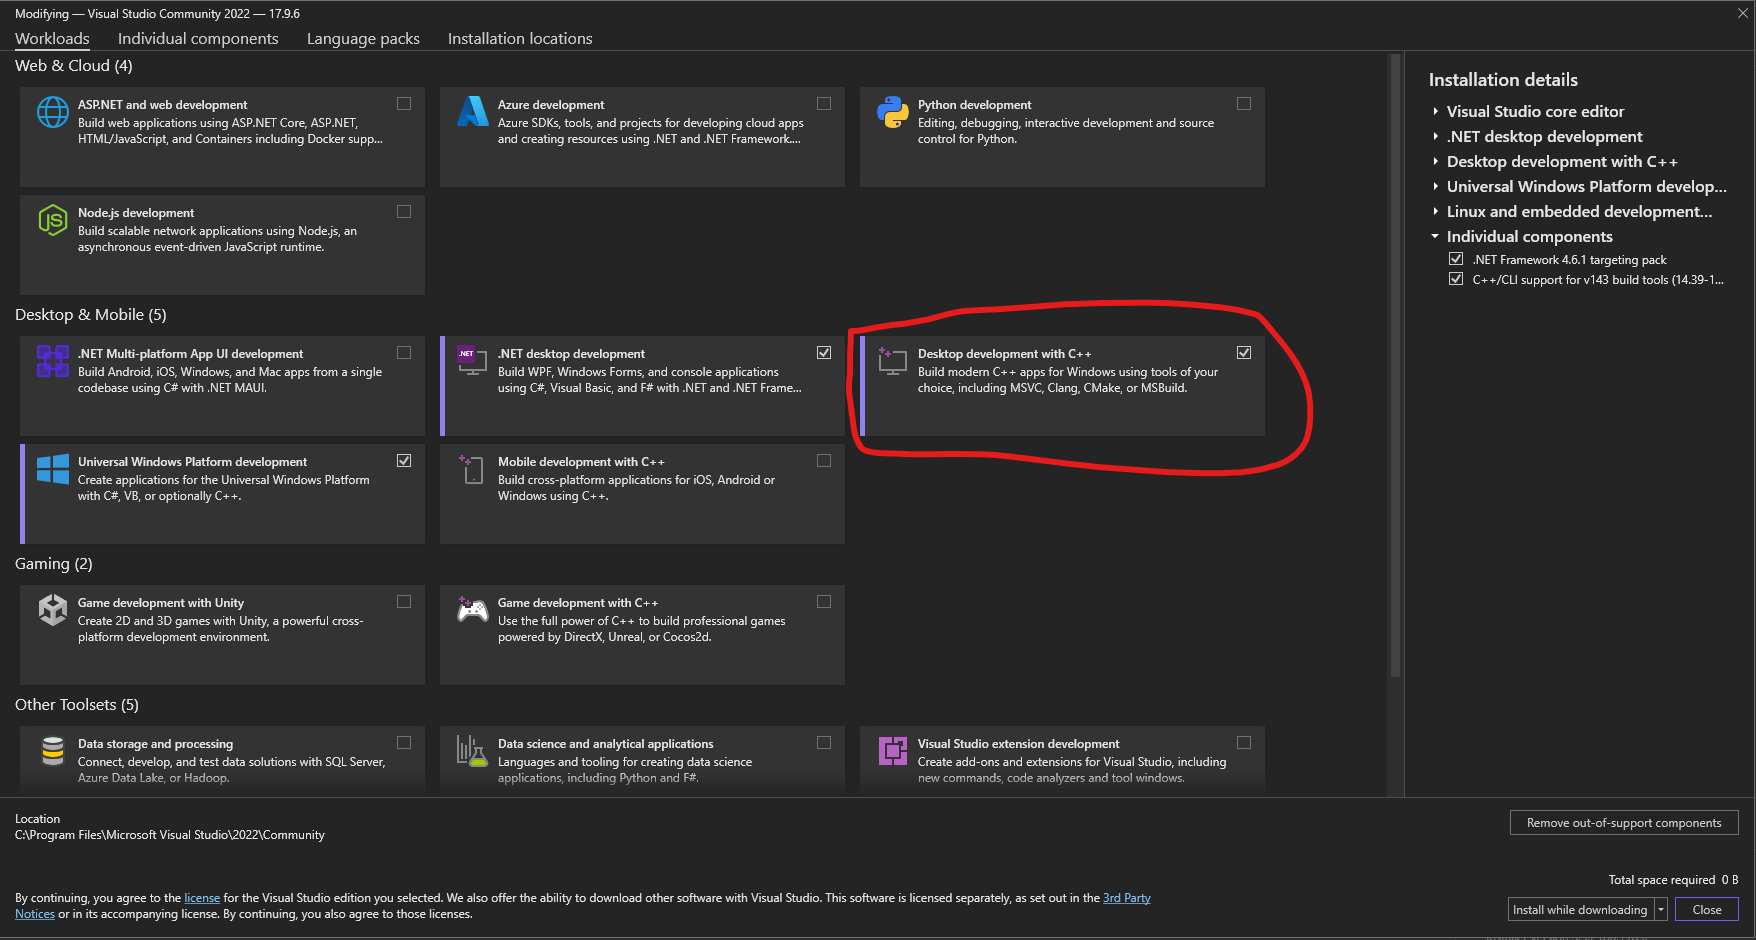 Modifying — Visual Studio Community 2022 — 17.9.6
Workloads Individual components Language packs Installation locations
Web & Cloud (4)
ASP.NET and web development
Build web applications using ASP.NET Core, ASP.NET,
HTML/JavaScript, and Containers including Docker supp...
Azure development
Azure SDKs, tools, and projects for developing cloud apps
and creating resources using .NET and .NET Framework....
Python development
Editing, debugging, interactive development and source
control for Python.
Node.js development
Build scalable network applications using Node.js, an
asynchronous event-driven JavaScript runtime.
Desktop & Mobile (5)
.NET Multi-platform App UI development
Build Android, iOS, Windows, and Mac apps from a single
codebase using C# with .NET MAUI.
.NET
.NET desktop development
Build WPF, Windows Forms, and console applications
using C#, Visual Basic, and F# with .NET and .NET Frame...
Desktop development with C++
Build modern C++ apps for Windows using tools of your
choice, including MSVC, Clang, CMake, or MSBuild.
Universal Windows Platform development
Create applications for the Universal Windows Platform
with C#, VB, or optionally C++.
Mobile development with C++
Build cross-platform applications for iOS, Android or
Windows using C++.
Gaming (2)
Game development with Unity
Create 2D and 3D games with Unity, a powerful cross-
platform development environment.
Game development with C++
Use the full power of C++ to build professional games
powered by DirectX, Unreal, or Cocos2d.
Other Toolsets (5)
Data storage and processing
Connect, develop, and test data solutions with SQL Server,
Azure Data Lake, or Hadoop.
Data science and analytical applications
Languages and tooling for creating data science
applications, including Python and F#.
Visual Studio extension development
Create add-ons and extensions for Visual Studio, including
new commands, code analyzers and tool windows.
Installation details
Visual Studio core editor
.NET desktop development
Desktop development with C++
Universal Windows Platform develop...
Linux and embedded development...
Individual components
.NET Framework 4.6.1 targeting pack
C++/CLI support for v143 build tools (14.39-1...
Location
C:\Program Files\Microsoft Visual Studio\2022\Community
Remove out-of-support components
Total space required 0 B
By continuing, you agree to the license for the Visual Studio edition you selected. We also offer the ability to download other software with Visual Studio. This software is licensed separately, as set out in the 3rd Party
Notices or in its accompanying license. By continuing, you also agree to those licenses.
Install while downloading
Close